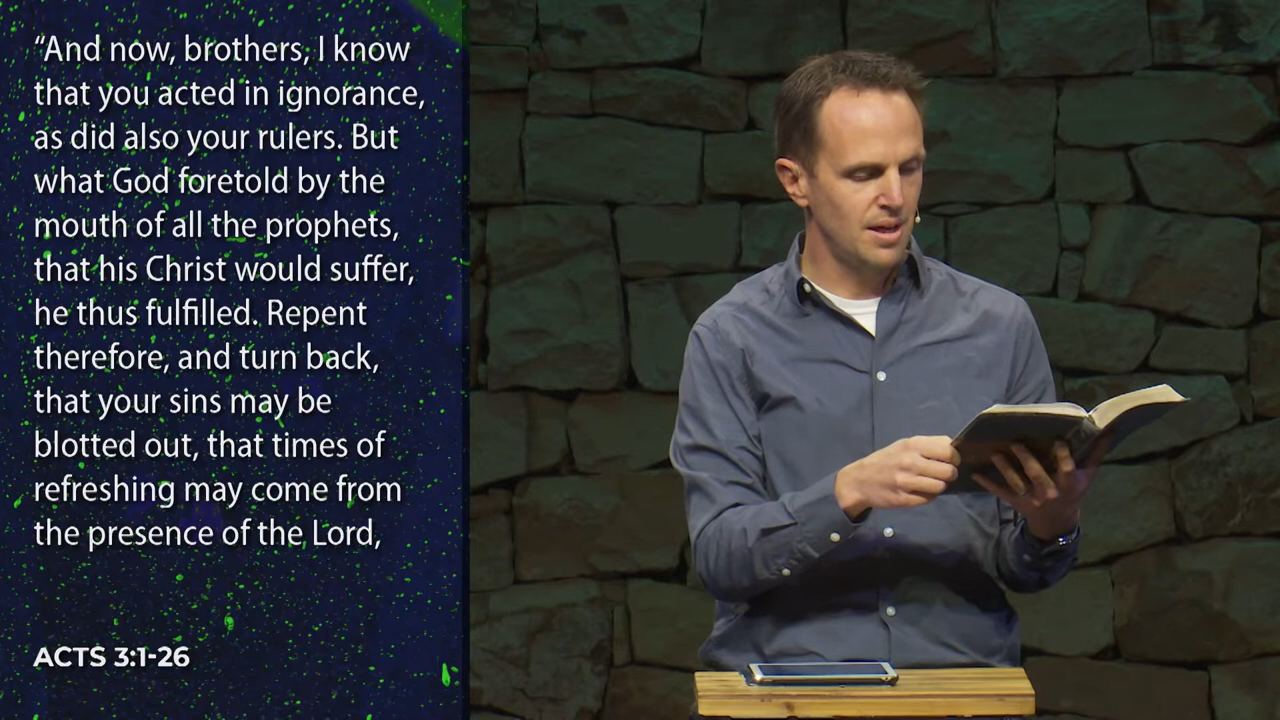 “And now, brothers, I know
that you acted in ignorance,
as did also your rulers. But
what God foretold by the
mouth of all the prophets,
that his Christ would suffer,
he thus fulfilled. Repent
therefore, and turn back,
that your sins may be
blotted out, that times of
refreshing may come from
the presence of the Lord,
ACTS 3:1-26